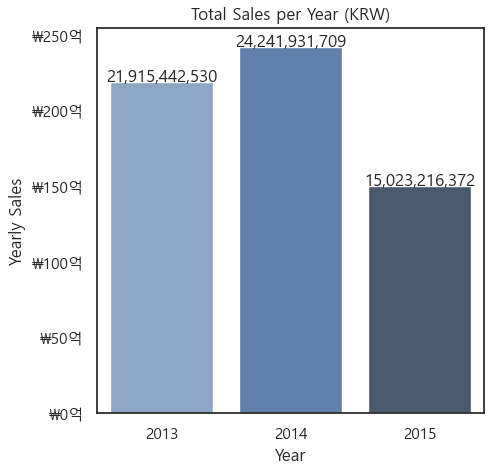 Total Sales per Year (KRW)
₩250억
₩200억
₩150억
₩100억
₩50억
₩0억
Yearly Sales
21,915,442,530
24,241,931,709
15,023,216,372
2013
2014
2015
Year